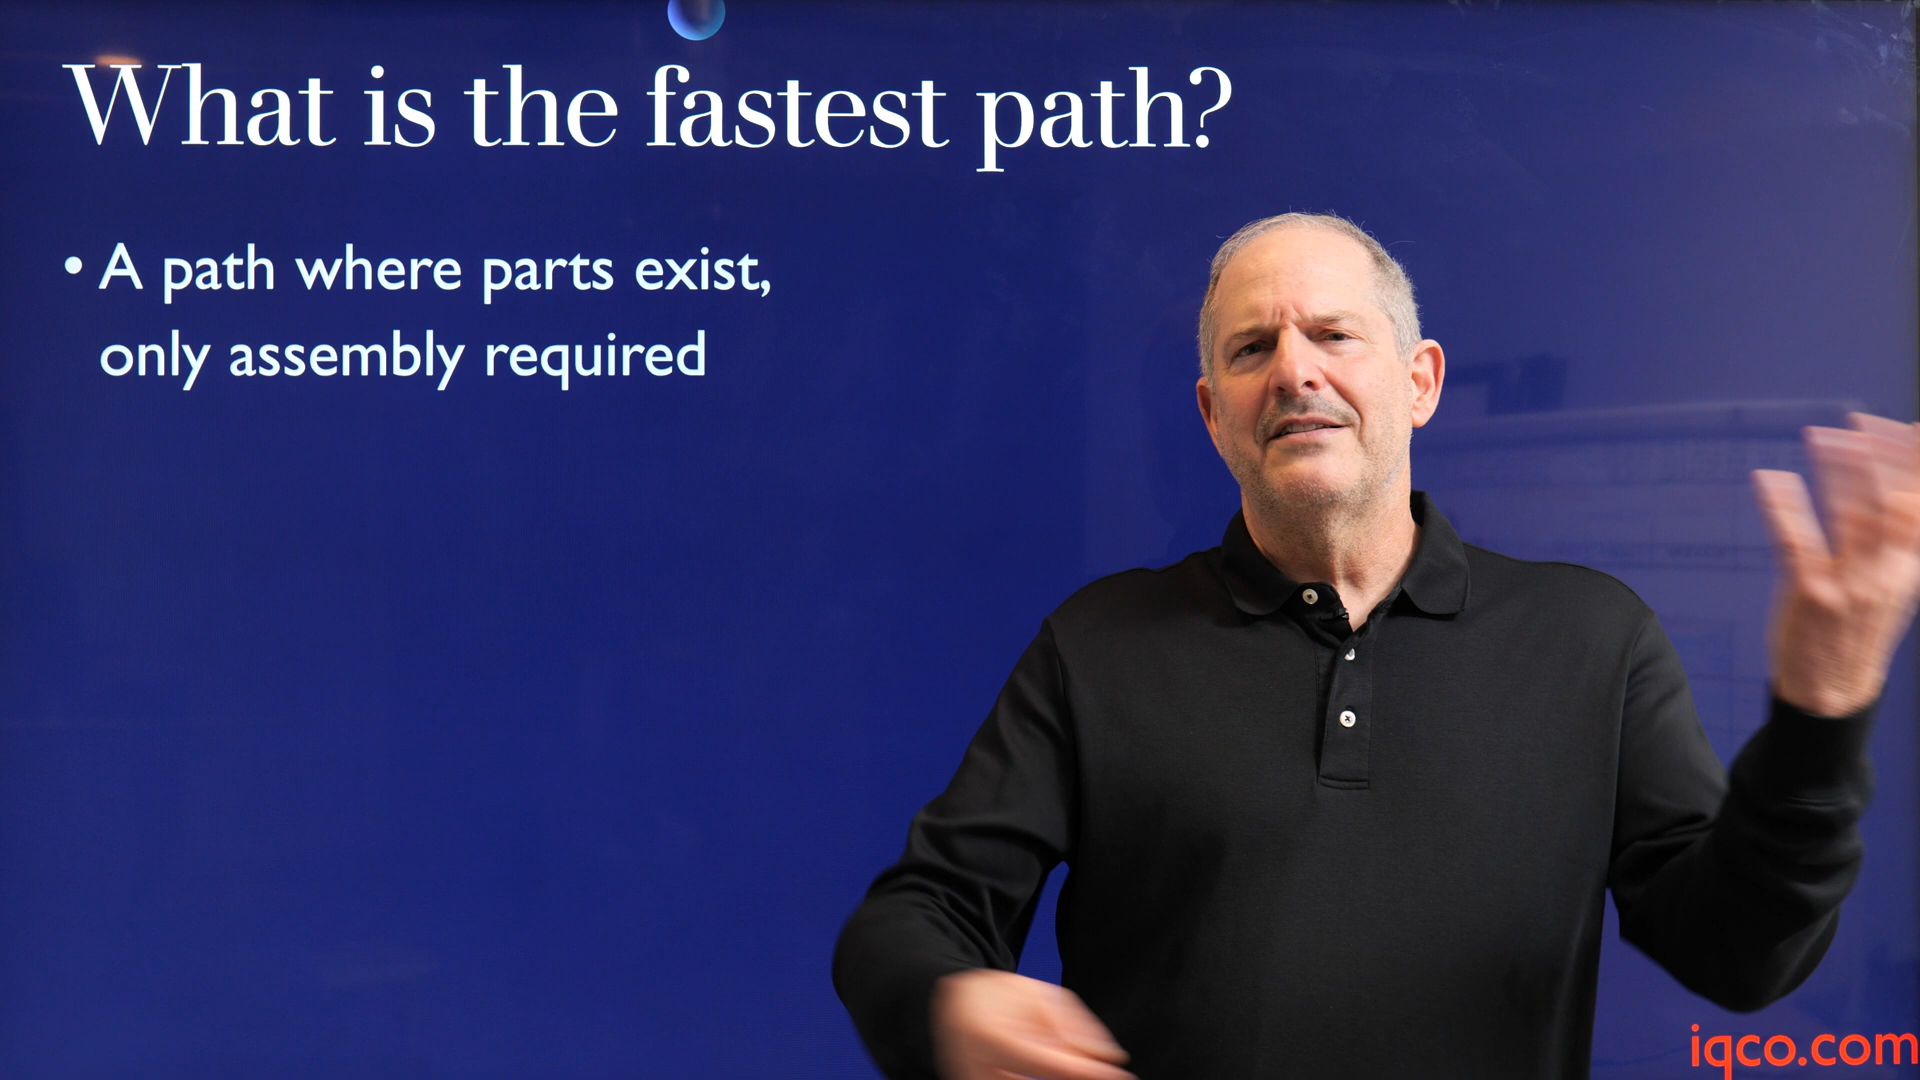 What is the fastest path?
• A path where parts exist,
only assembly required
iqco.com